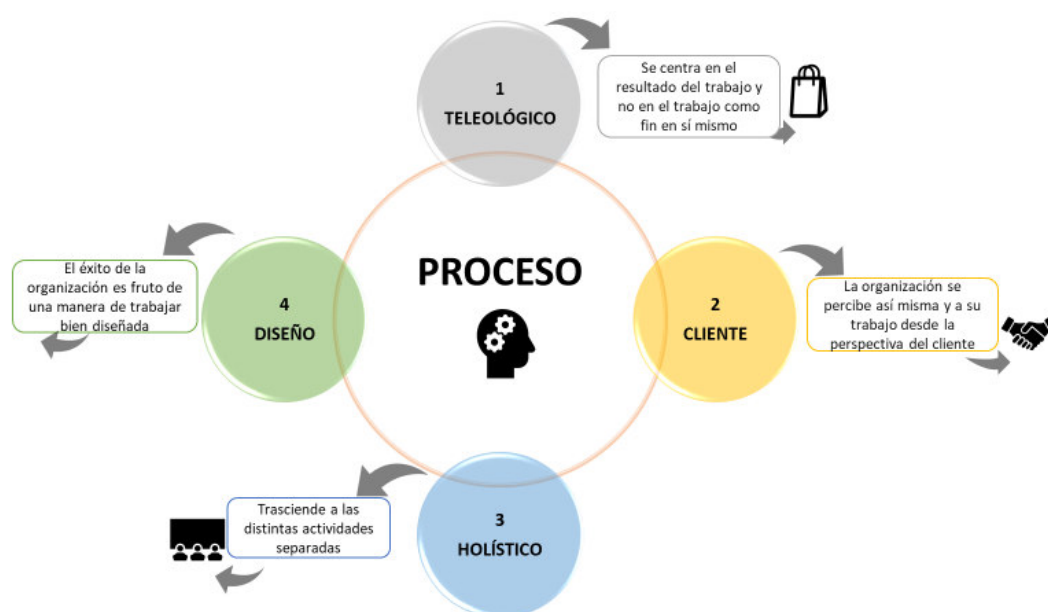 1
TELEOLÓGICO
Se centra en el
resultado del trabajo y
no en el trabajo como
fin en sí mismo
PROCESO
2
CLIENTE
La organización se
percibe así misma y a su
trabajo desde la
perspectiva del cliente
3
HOLÍSTICO
Trasciende a las
distintas actividades
separadas
4
DISEÑO
El éxito de la
organización es fruto de
una manera de trabajar
bien diseñada